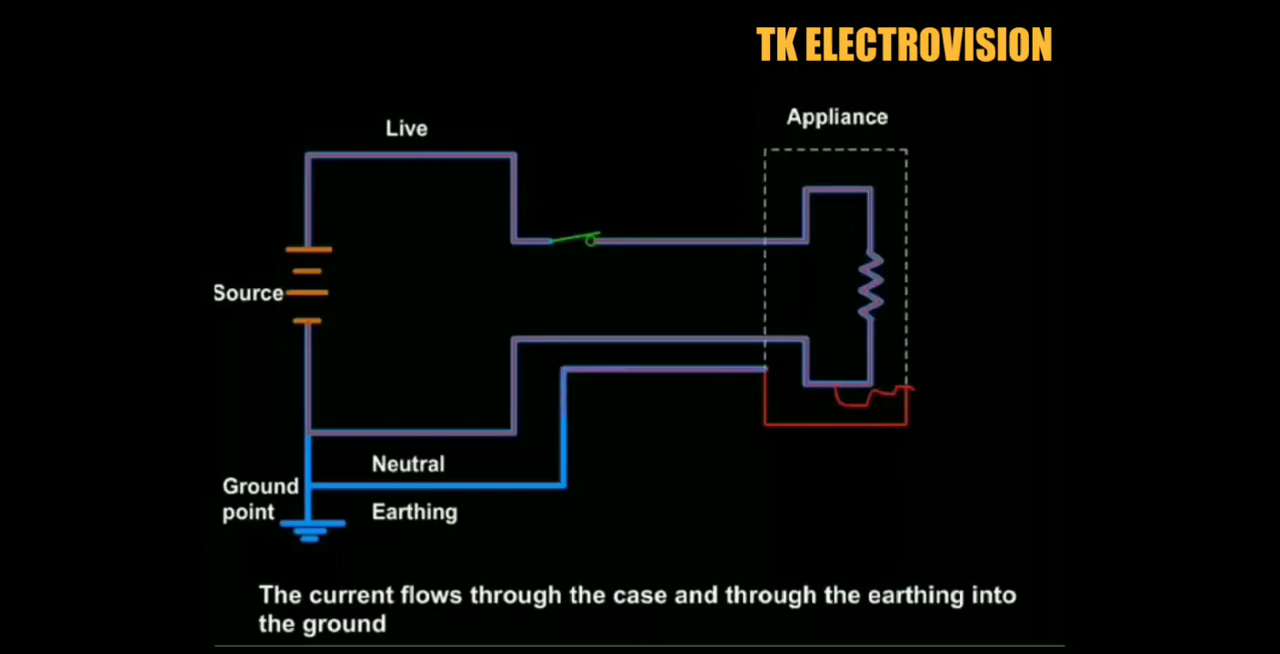 TK ELECTROVISION
Appliance
Live
Source
Neutral
Ground
point
Earthing
The current flows through the case and through the earthing into
the ground